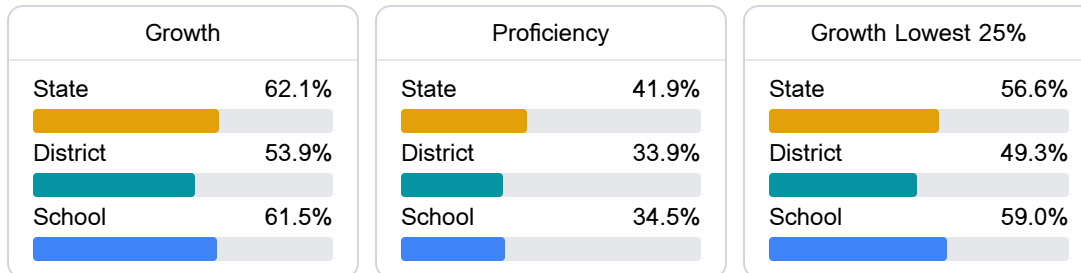 Growth
State 62.1%
District 53.9%
School 61.5%
Proficiency
State 41.9%
District 33.9%
School 34.5%
Growth Lowest 25%
State 56.6%
District 49.3%
School 59.0%